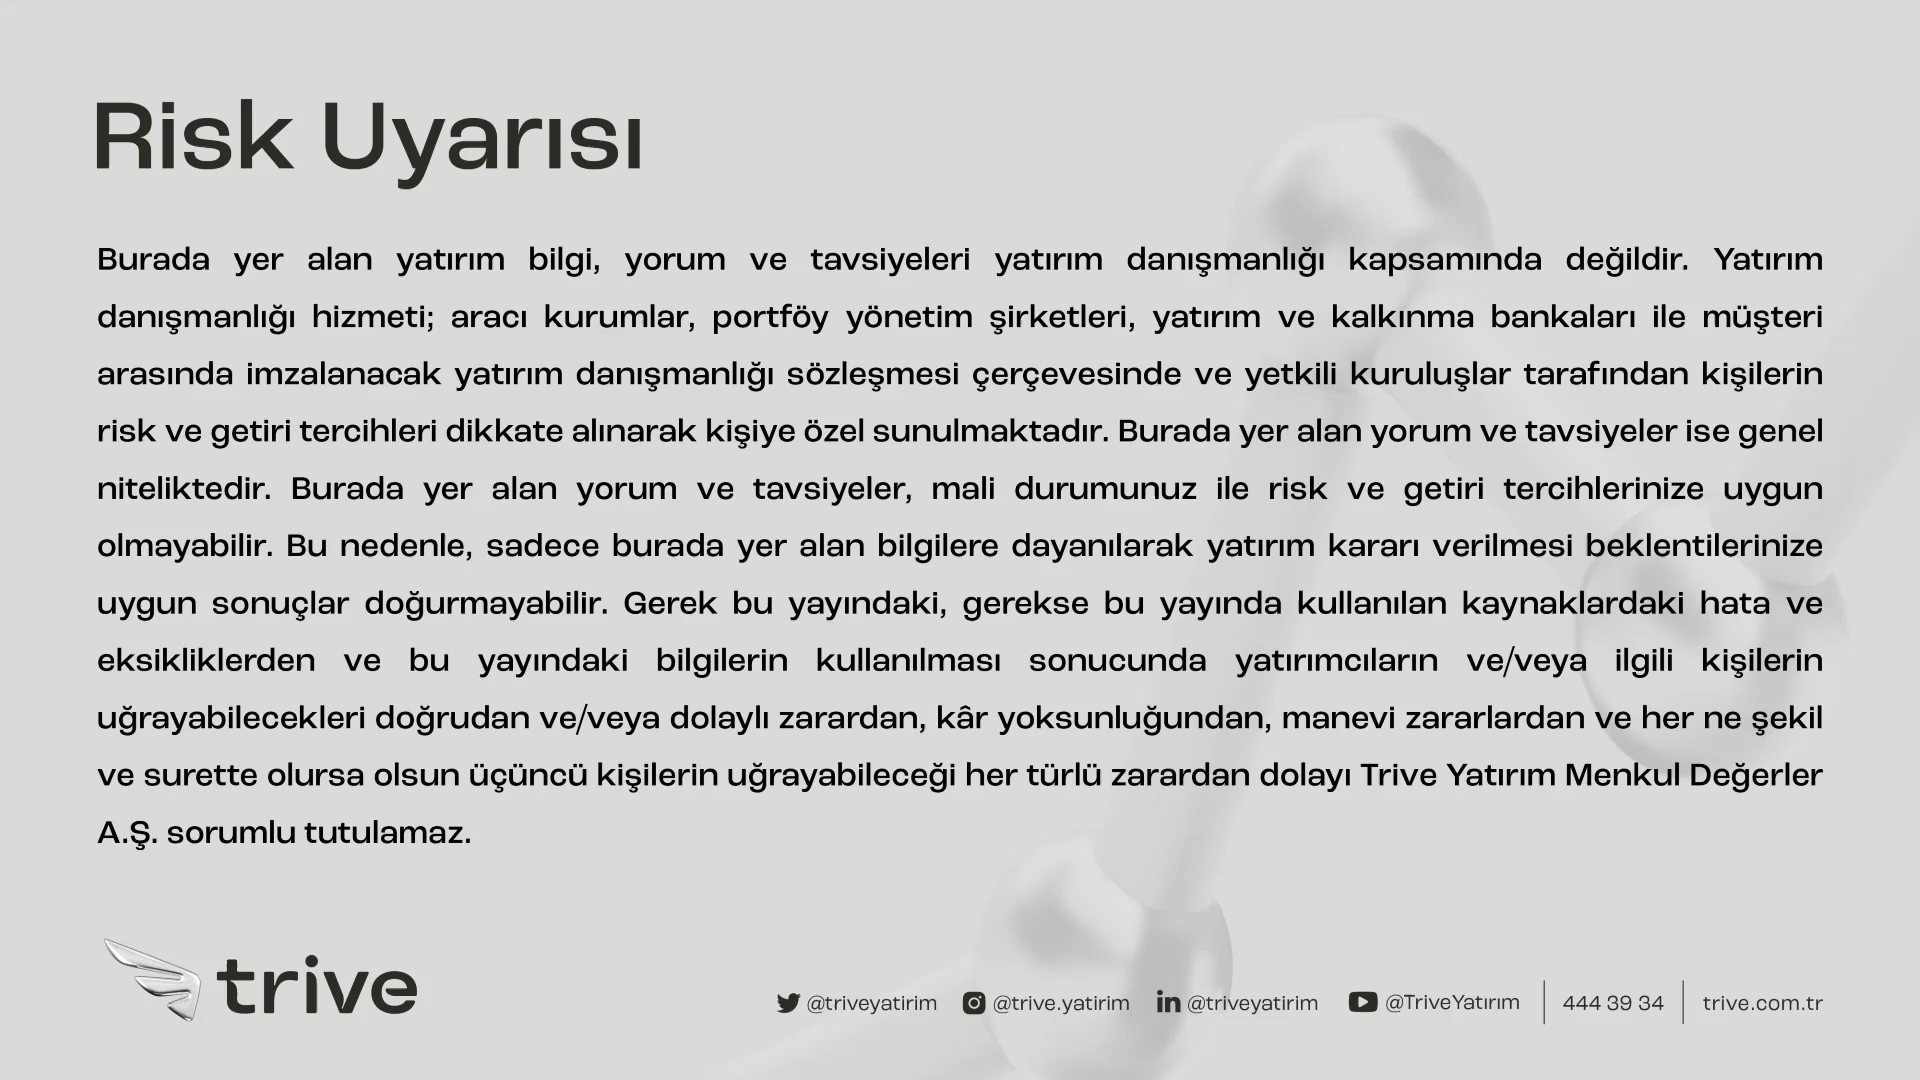 Risk Uyarısı
Burada yer alan yatırım bilgi, yorum ve tavsiyeleri yatırım danışmanlığı kapsamında değildir. Yatırım
danışmanlığı hizmeti; aracı kurumlar, portföy yönetim şirketleri, yatırım ve kalkınma bankaları ile müşteri
arasında imzalanacak yatırım danışmanlığı sözleşmesi çerçevesinde ve yetkili kuruluşlar tarafından kişilerin
risk ve getiri tercihleri dikkate alınarak kişiye özel sunulmaktadır. Burada yer alan yorum ve tavsiyeler ise genel
niteliktedir. Burada yer alan yorum ve tavsiyeler, mali durumunuz ile risk ve getiri tercihlerinize uygun
olmayabilir. Bu nedenle, sadece burada yer alan bilgilere dayanılarak yatırım kararı verilmesi beklentilerinize
uygun sonuçlar doğurmayabilir. Gerek bu yayındaki, gerekse bu yayında kullanılan kaynaklardaki hata ve
eksikliklerden ve bu yayındaki bilgilerin kullanılması sonucunda yatırımcıların ve/veya ilgili kişilerin
uğrayabilecekleri doğrudan ve/veya dolaylı zarardan, kâr yoksunluğundan, manevi zararlardan ve her ne şekil
ve surette olursa olsun üçüncü kişilerin uğrayabileceği her türlü zarardan dolayı Trive Yatırım Menkul Değerler
A.Ş. sorumlu tutulamaz.
trive
@triveyatirim @trive.yatirim @triveyatirim @TriveYatırım 444 39 34 trive.com.tr